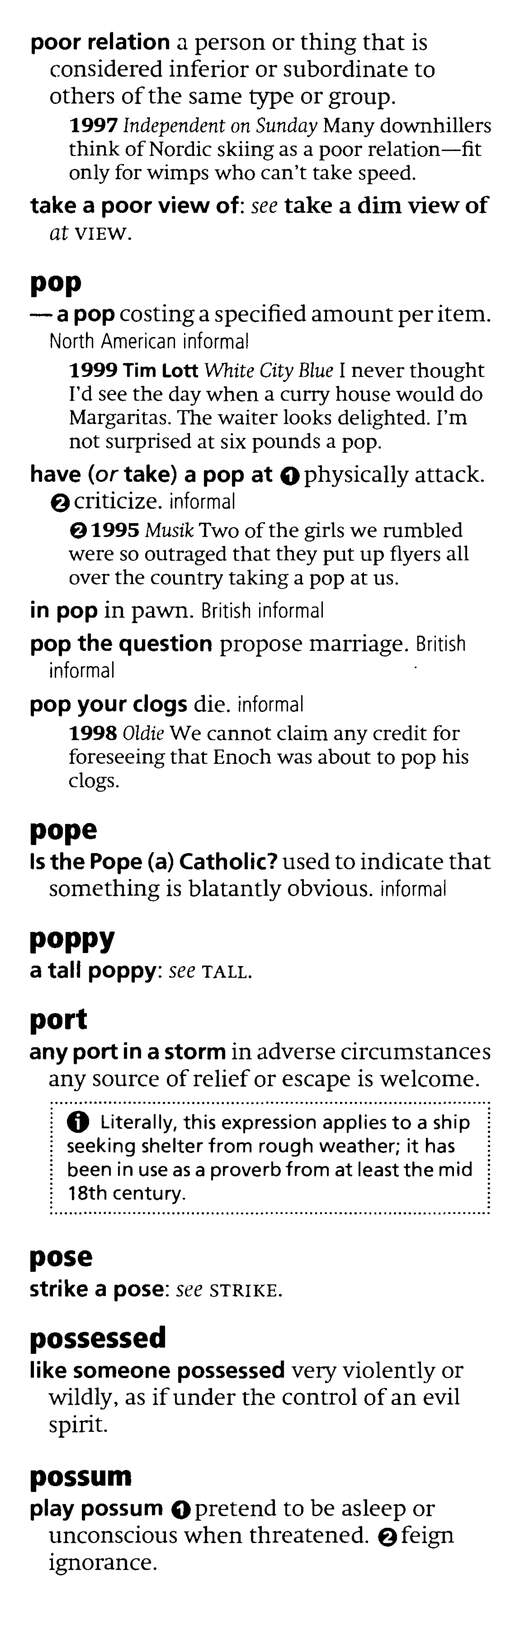 poor relation a person or thing that is
considered inferior or subordinate to
others of the same type or group.
1997 Independent on Sunday Many downhillers
think of Nordic skiing as a poor relation—fit
only for wimps who can't take speed.
take a poor view of: see take a dim view of
at VIEW.
pop
— a pop costing a specified amount per item.
North American informal
1999 Tim Lott White City Blue I never thought
I'd see the day when a curry house would do
Margaritas. The waiter looks delighted. I'm
not surprised at six pounds a pop.
have (or take) a pop at ❶ physically attack.
❷ criticize. informal
❷ 1995 Musik Two of the girls we rumbled
were so outraged that they put up flyers all
over the country taking a pop at us.
in pop in pawn. British informal
pop the question propose marriage. British
informal
pop your clogs die. informal
1998 Oldie We cannot claim any credit for
foreseeing that Enoch was about to pop his
clogs.
pope
Is the Pope (a) Catholic? used to indicate that
something is blatantly obvious. informal
poppy
a tall poppy: see TALL.
port
any port in a storm in adverse circumstances
any source of relief or escape is welcome.
i Literally, this expression applies to a ship
seeking shelter from rough weather; it has
been in use as a proverb from at least the mid
18th century.
pose
strike a pose: see STRIKE.
possessed
like someone possessed very violently or
wildly, as if under the control of an evil
spirit.
possum
play possum ❶ pretend to be asleep or
unconscious when threatened. ❷ feign
ignorance.